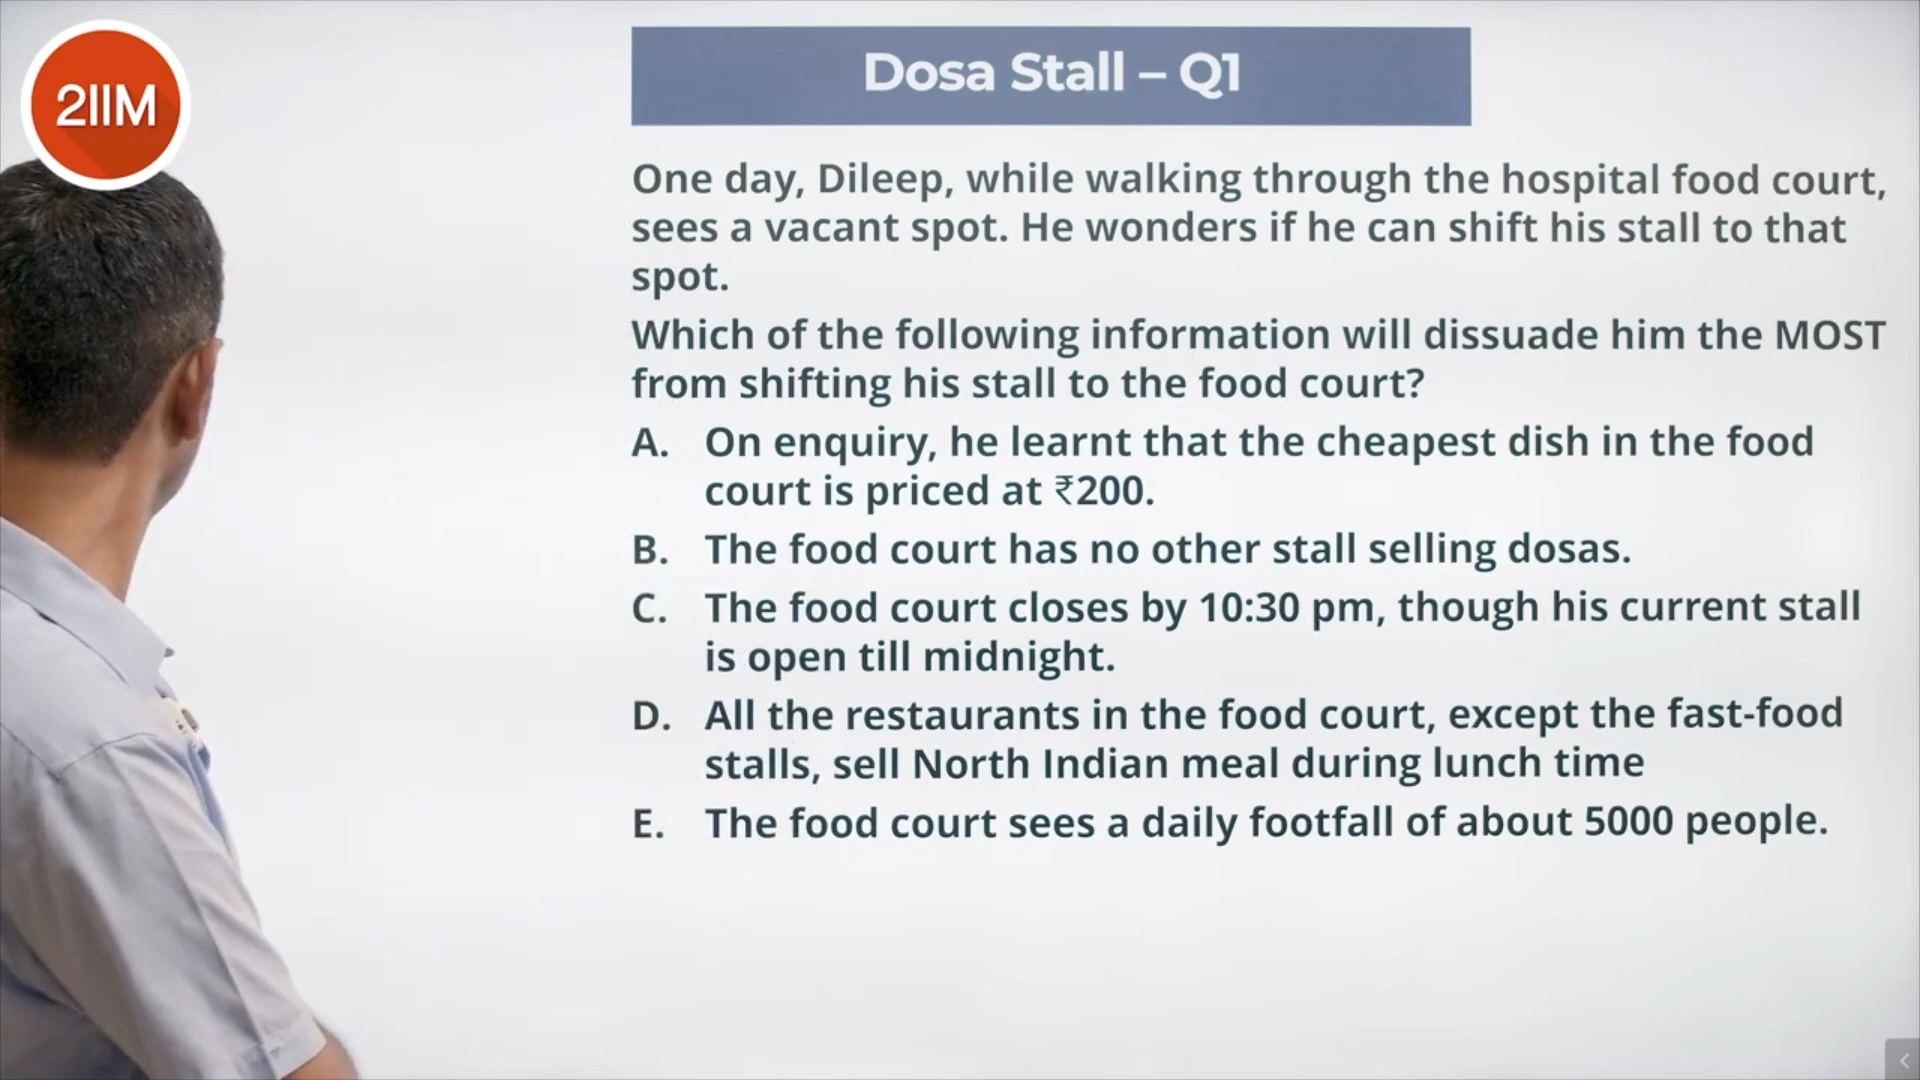 2IIM
Dosa Stall – Q1
One day, Dileep, while walking through the hospital food court,
sees a vacant spot. He wonders if he can shift his stall to that
spot.
Which of the following information will dissuade him the MOST
from shifting his stall to the food court?
A. On enquiry, he learnt that the cheapest dish in the food
court is priced at ₹200.
B. The food court has no other stall selling dosas.
C. The food court closes by 10:30 pm, though his current stall
is open till midnight.
D. All the restaurants in the food court, except the fast-food
stalls, sell North Indian meal during lunch time
E. The food court sees a daily footfall of about 5000 people.